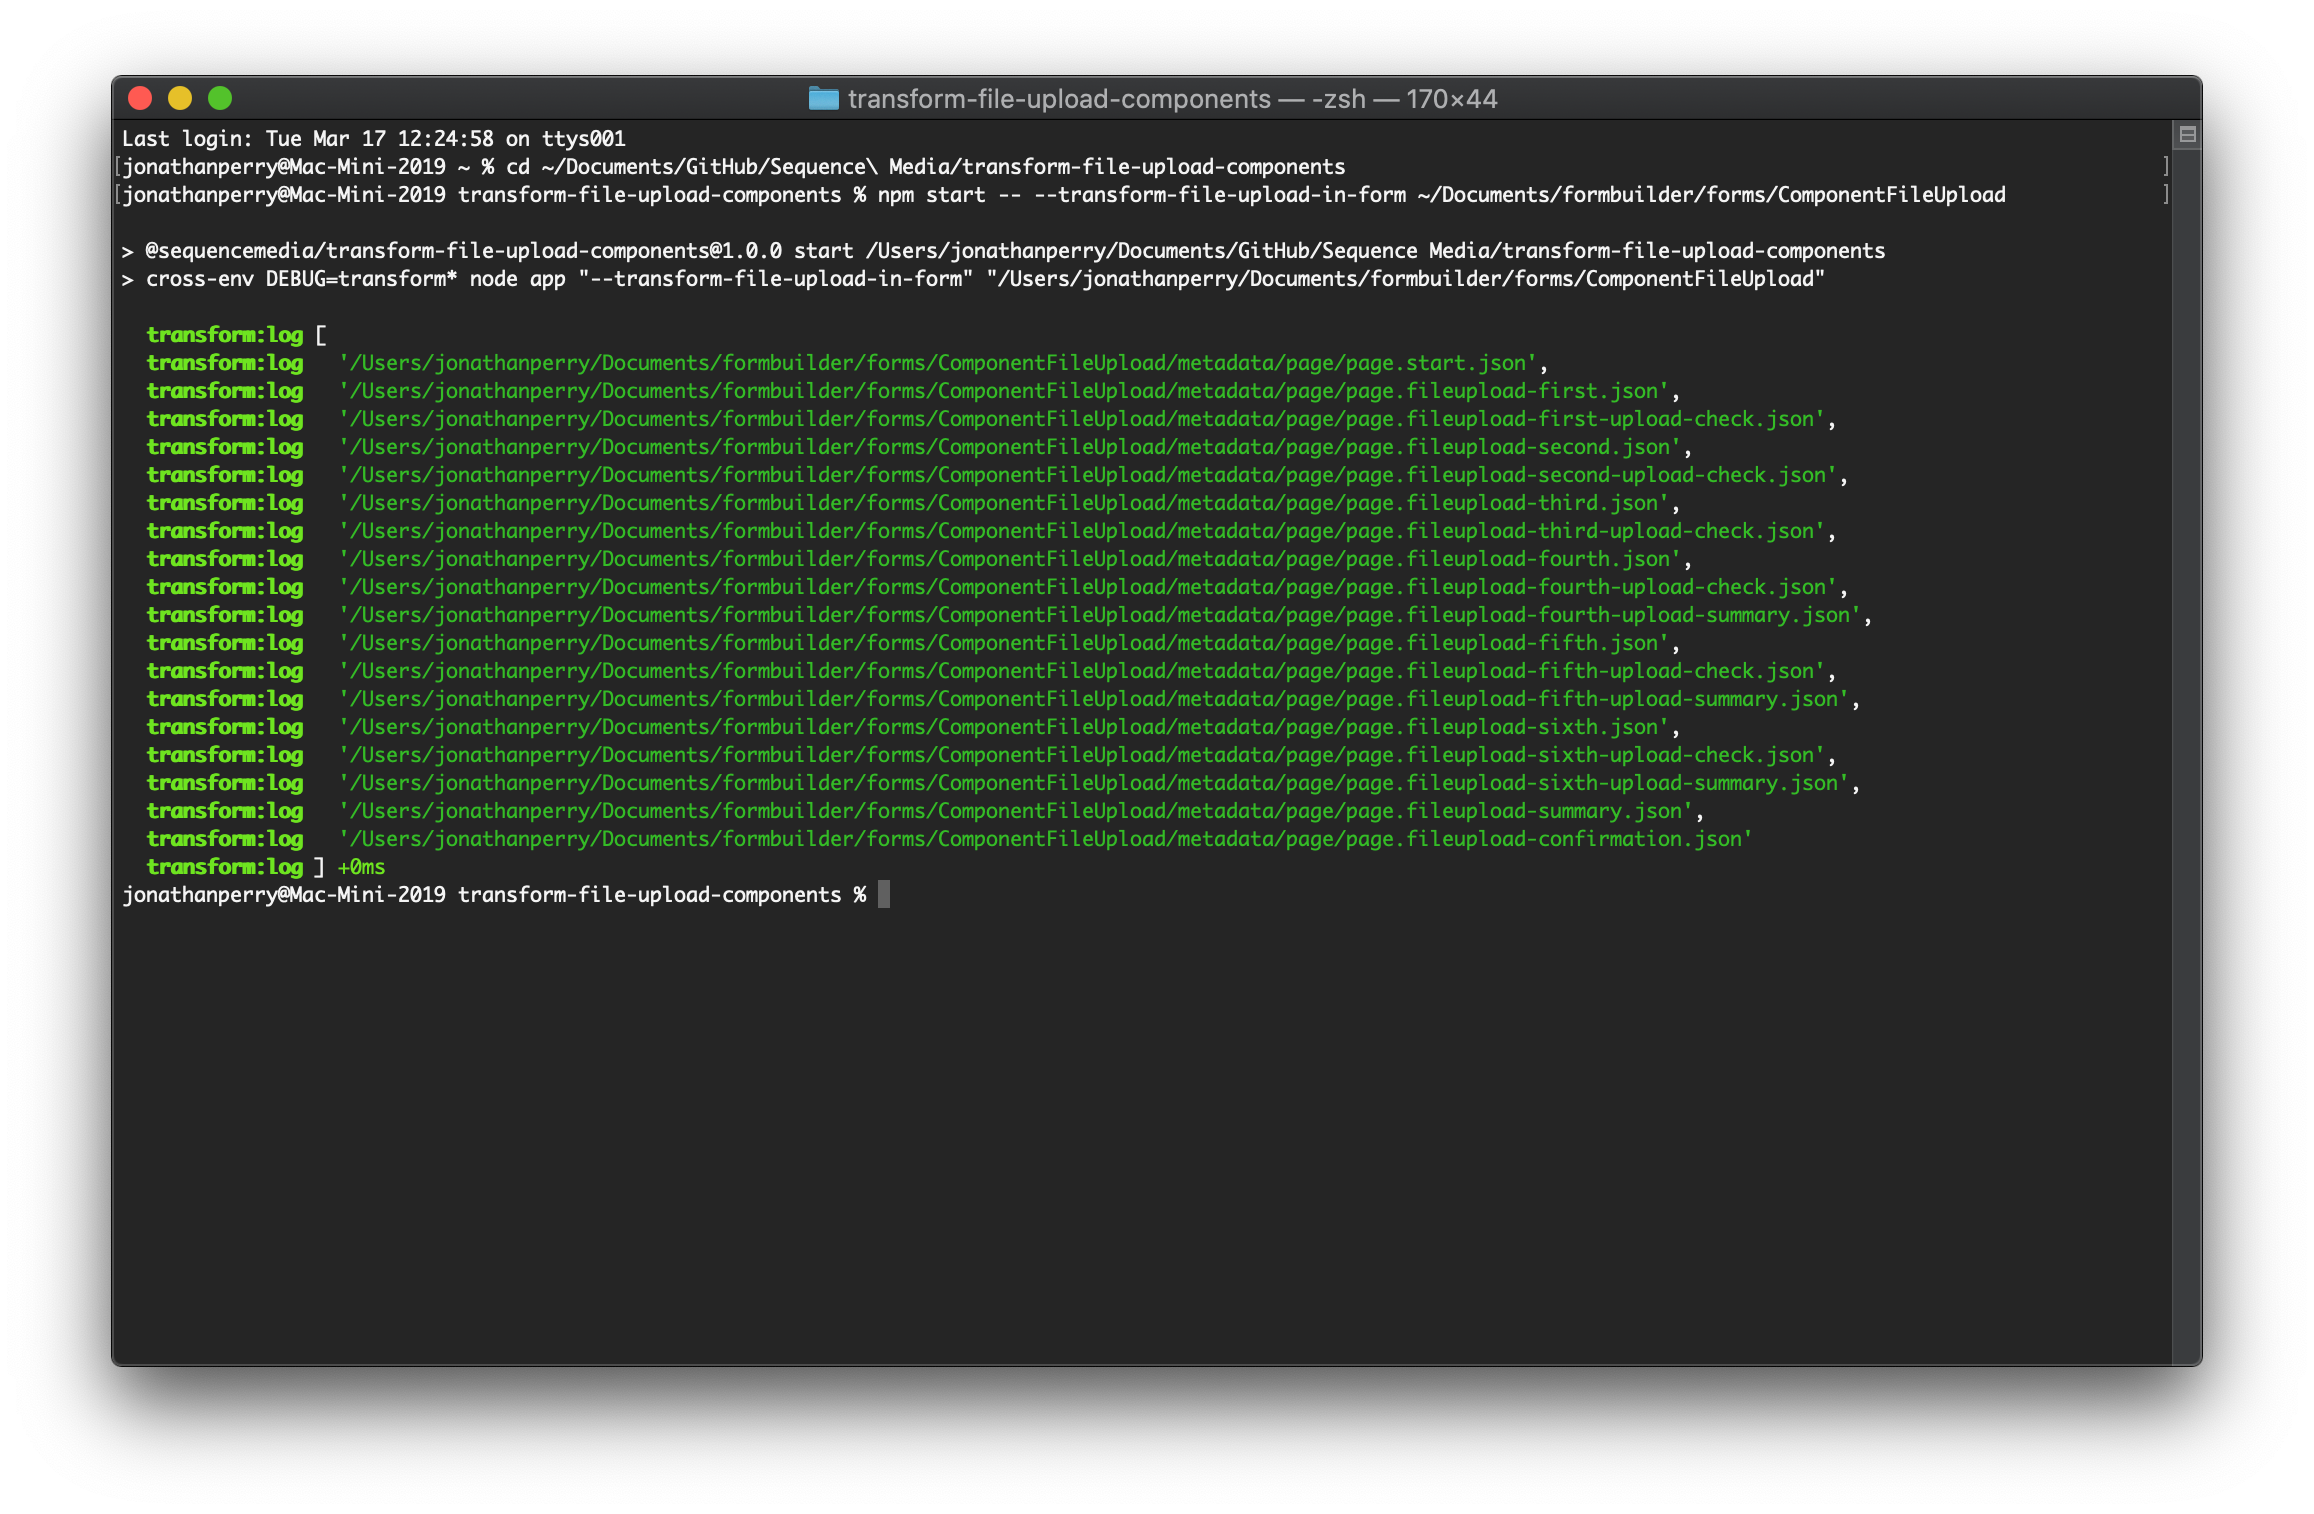 transform-file-upload-components — -zsh — 170×44
Last login: Tue Mar 17 12:24:58 on ttys001
[jonathanperry@Mac-Mini-2019 ~ % cd ~/Documents/GitHub/Sequence\ Media/transform-file-upload-components ]
[jonathanperry@Mac-Mini-2019 transform-file-upload-components % npm start -- --transform-file-upload-in-form ~/Documents/formbuilder/forms/ComponentFileUpload ]
> @sequencemedia/transform-file-upload-components@1.0.0 start /Users/jonathanperry/Documents/GitHub/Sequence Media/transform-file-upload-components
> cross-env DEBUG=transform* node app "--transform-file-upload-in-form" "/Users/jonathanperry/Documents/formbuilder/forms/ComponentFileUpload"
transform:log [
transform:log   '/Users/jonathanperry/Documents/formbuilder/forms/ComponentFileUpload/metadata/page/page.start.json',
transform:log   '/Users/jonathanperry/Documents/formbuilder/forms/ComponentFileUpload/metadata/page/page.fileupload-first.json',
transform:log   '/Users/jonathanperry/Documents/formbuilder/forms/ComponentFileUpload/metadata/page/page.fileupload-first-upload-check.json',
transform:log   '/Users/jonathanperry/Documents/formbuilder/forms/ComponentFileUpload/metadata/page/page.fileupload-second.json',
transform:log   '/Users/jonathanperry/Documents/formbuilder/forms/ComponentFileUpload/metadata/page/page.fileupload-second-upload-check.json',
transform:log   '/Users/jonathanperry/Documents/formbuilder/forms/ComponentFileUpload/metadata/page/page.fileupload-third.json',
transform:log   '/Users/jonathanperry/Documents/formbuilder/forms/ComponentFileUpload/metadata/page/page.fileupload-third-upload-check.json',
transform:log   '/Users/jonathanperry/Documents/formbuilder/forms/ComponentFileUpload/metadata/page/page.fileupload-fourth.json',
transform:log   '/Users/jonathanperry/Documents/formbuilder/forms/ComponentFileUpload/metadata/page/page.fileupload-fourth-upload-check.json',
transform:log   '/Users/jonathanperry/Documents/formbuilder/forms/ComponentFileUpload/metadata/page/page.fileupload-fourth-upload-summary.json',
transform:log   '/Users/jonathanperry/Documents/formbuilder/forms/ComponentFileUpload/metadata/page/page.fileupload-fifth.json',
transform:log   '/Users/jonathanperry/Documents/formbuilder/forms/ComponentFileUpload/metadata/page/page.fileupload-fifth-upload-check.json',
transform:log   '/Users/jonathanperry/Documents/formbuilder/forms/ComponentFileUpload/metadata/page/page.fileupload-fifth-upload-summary.json',
transform:log   '/Users/jonathanperry/Documents/formbuilder/forms/ComponentFileUpload/metadata/page/page.fileupload-sixth.json',
transform:log   '/Users/jonathanperry/Documents/formbuilder/forms/ComponentFileUpload/metadata/page/page.fileupload-sixth-upload-check.json',
transform:log   '/Users/jonathanperry/Documents/formbuilder/forms/ComponentFileUpload/metadata/page/page.fileupload-sixth-upload-summary.json',
transform:log   '/Users/jonathanperry/Documents/formbuilder/forms/ComponentFileUpload/metadata/page/page.fileupload-summary.json',
transform:log   '/Users/jonathanperry/Documents/formbuilder/forms/ComponentFileUpload/metadata/page/page.fileupload-confirmation.json'
transform:log ] +0ms
jonathanperry@Mac-Mini-2019 transform-file-upload-components %